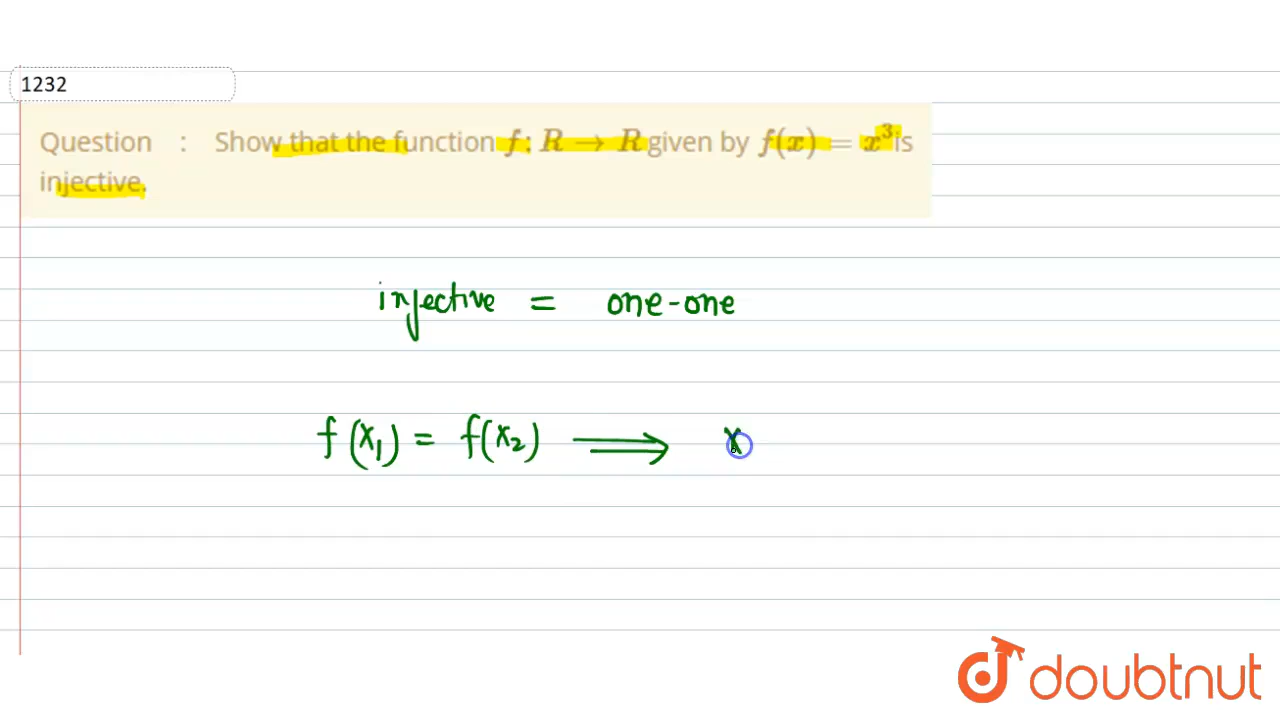 1232
Question : Show that the function f : R → R given by f(x) = x³ is
injective.
injective = one-one
f(x₁) = f(x₂) ⟹ x
doubtnut